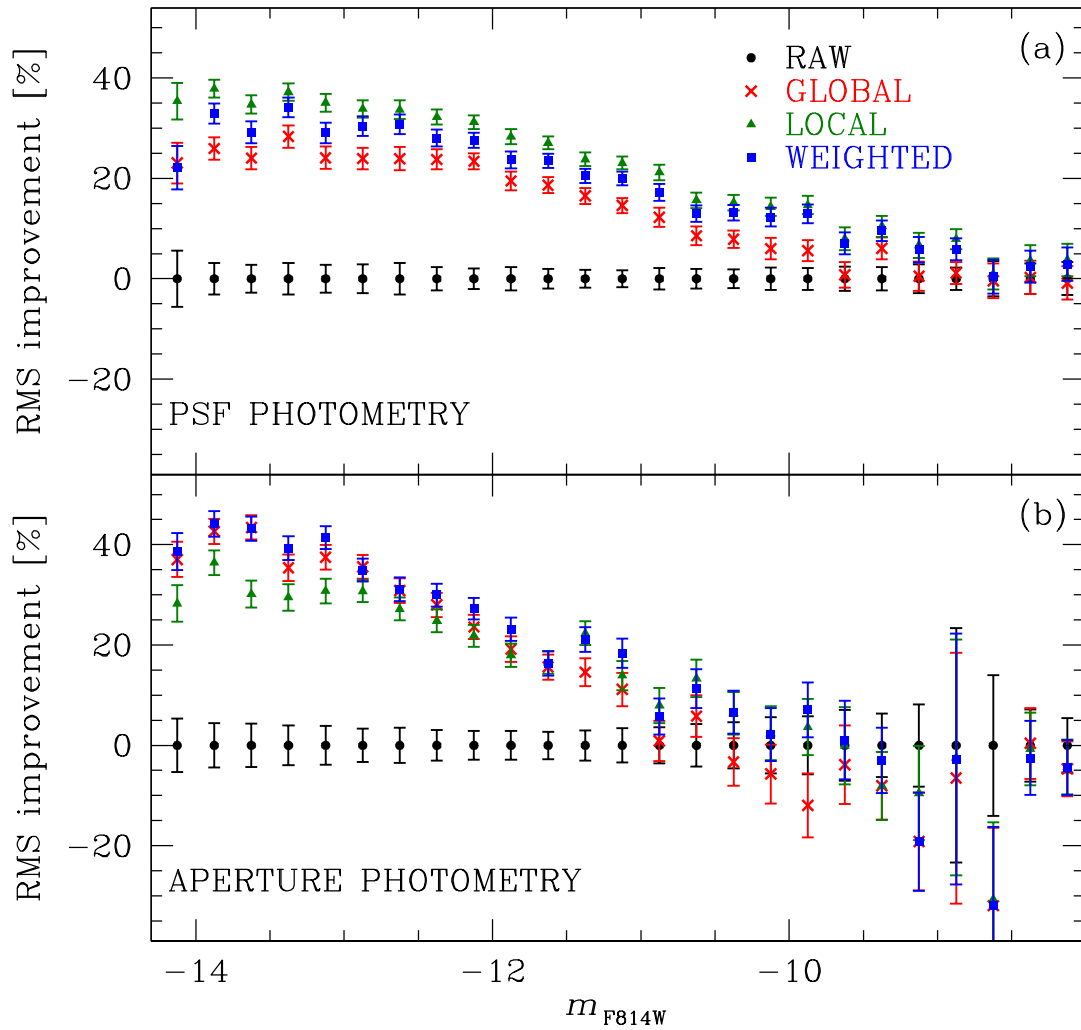 (a)
RAW
GLOBAL
LOCAL
WEIGHTED
40
20
0
−20
RMS improvement [%]
PSF PHOTOMETRY
(b)
40
20
0
−20
RMS improvement [%]
APERTURE PHOTOMETRY
−14 −12 −10
m F814W